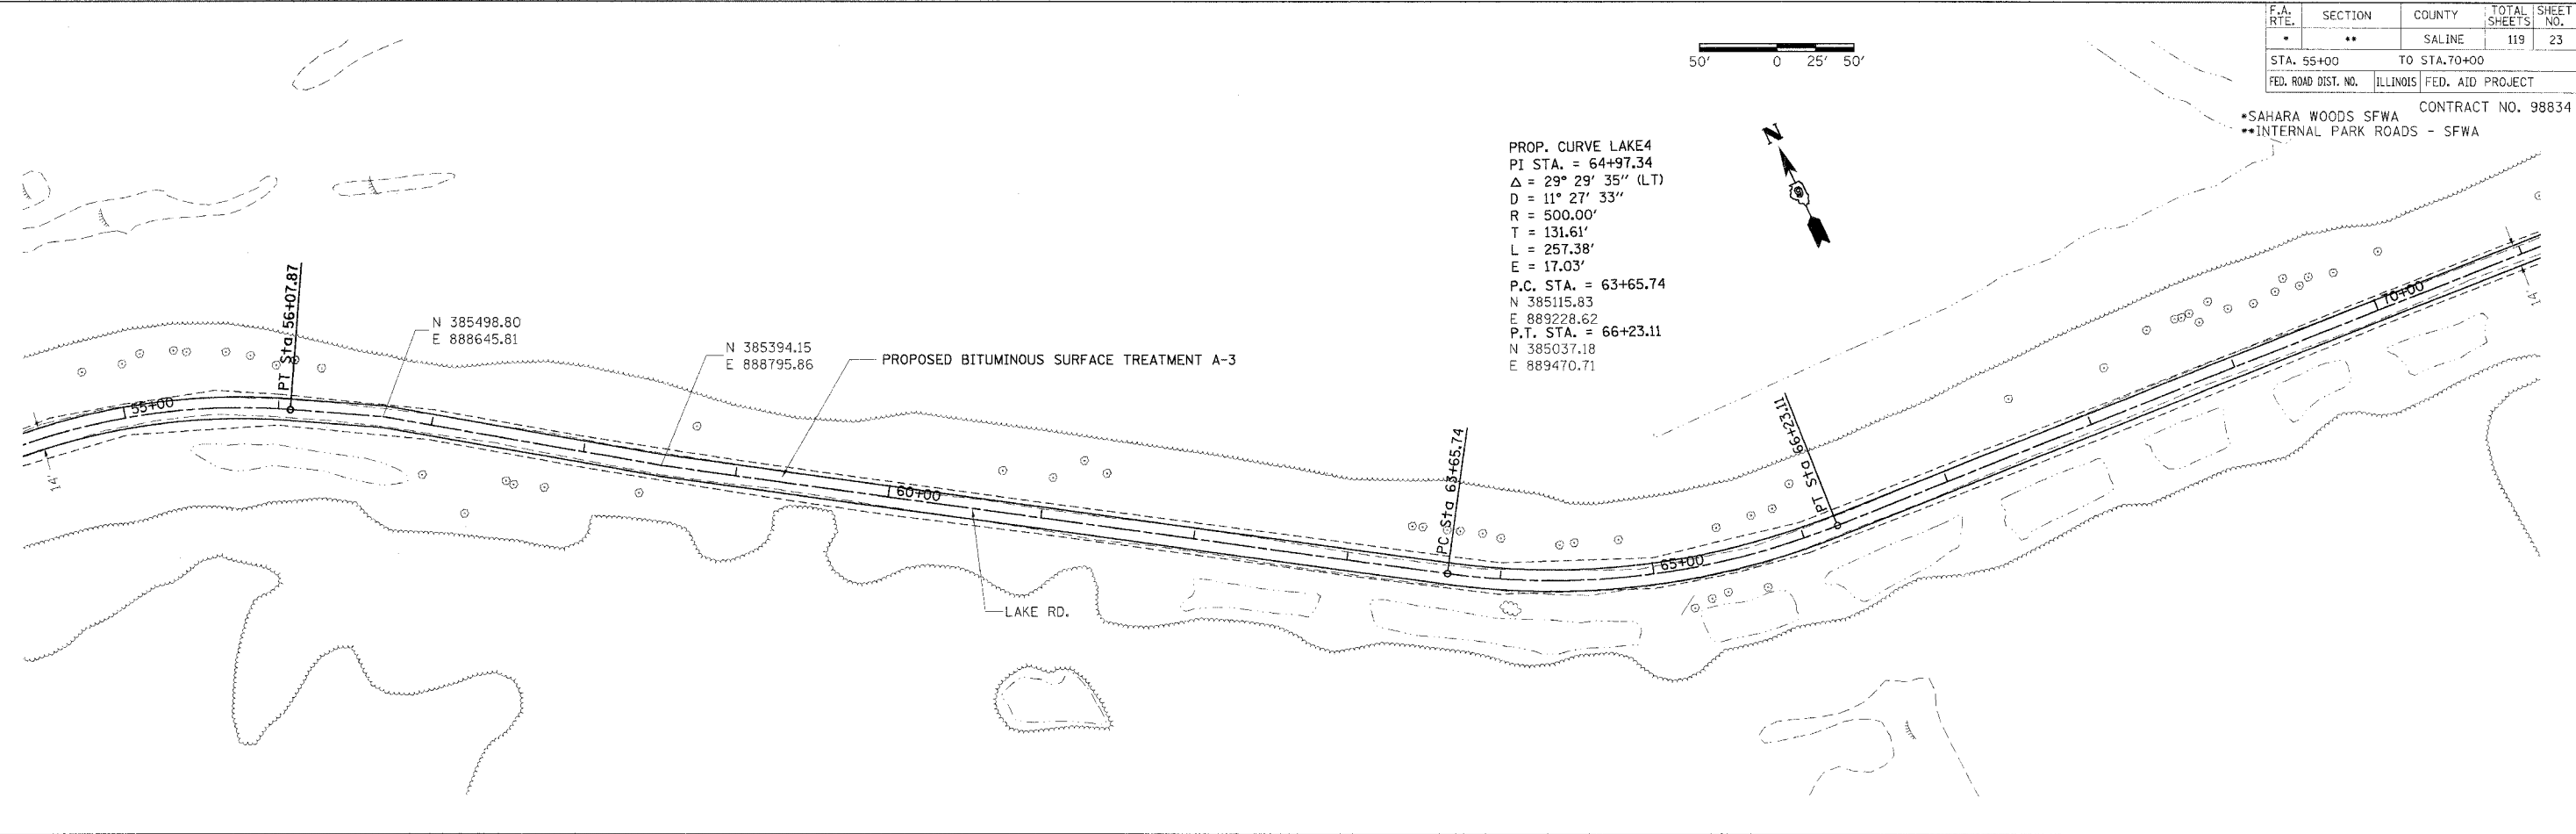 F.A. RTE. SECTION COUNTY TOTAL SHEETS SHEET NO.
* ** SALINE 119 23
STA. 55+00 TO STA.70+00
FED. ROAD DIST. NO. ILLINOIS FED. AID PROJECT
CONTRACT NO. 98834
*SAHARA WOODS SFWA
**INTERNAL PARK ROADS - SFWA
50' 0 25' 50'
N
PROP. CURVE LAKE4
PI STA. = 64+97.34
Δ = 29° 29' 35" (LT)
D = 11° 27' 33"
R = 500.00'
T = 131.61'
L = 257.38'
E = 17.03'
P.C. STA. = 63+65.74
N 385115.83
E 889228.62
P.T. STA. = 66+23.11
N 385037.18
E 889470.71
PT Sta 56+07.87
N 385498.80
E 888645.81
N 385394.15
E 888795.86
PROPOSED BITUMINOUS SURFACE TREATMENT A-3
55+00
14'
60+00
LAKE RD.
PC Sta 63+65.74
65+00
PT Sta 66+23.11
70+00
14'